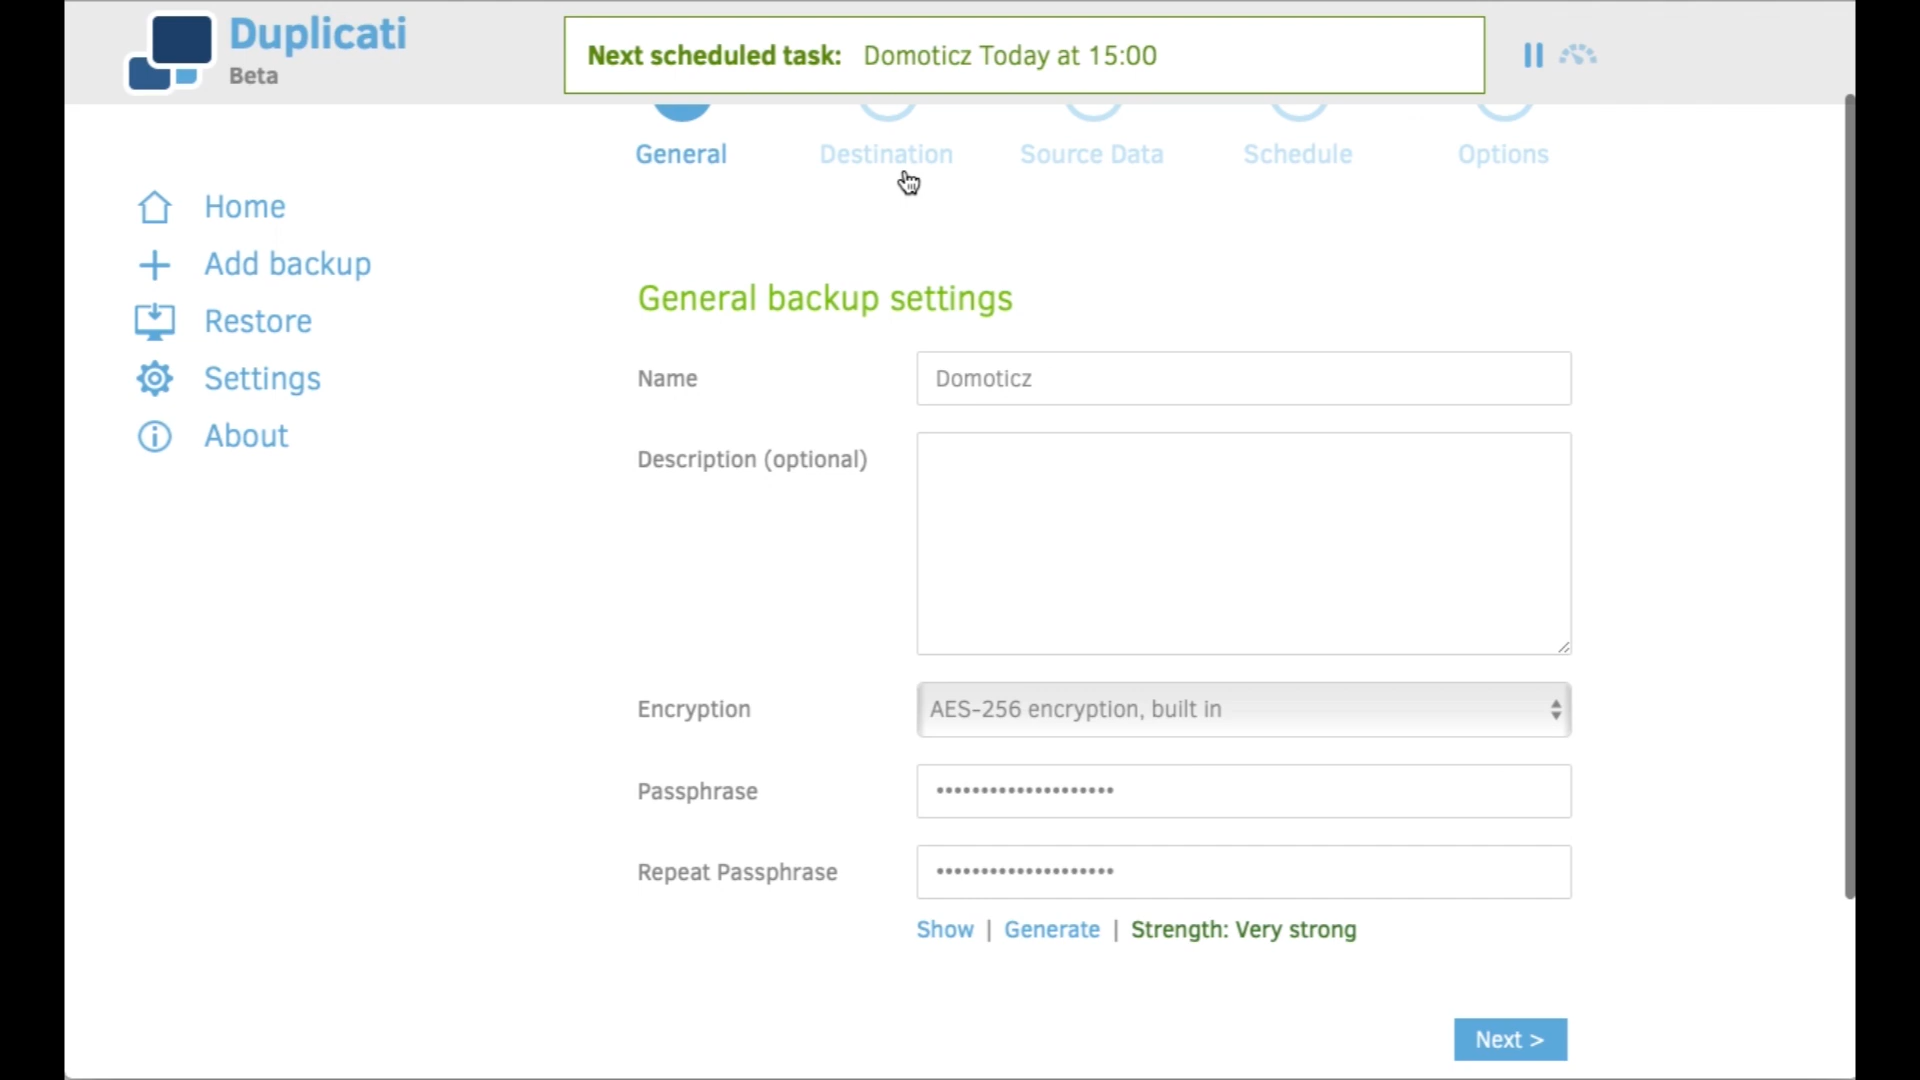 Duplicati
Beta
Next scheduled task: Domoticz Today at 15:00
General
Destination
Source Data
Schedule
Options
Home
Add backup
Restore
Settings
About
General backup settings
Name
Domoticz
Description (optional)
Encryption
AES-256 encryption, built in
Passphrase
••••••••••••••••••••
Repeat Passphrase
••••••••••••••••••••
Show | Generate | Strength: Very strong
Next >